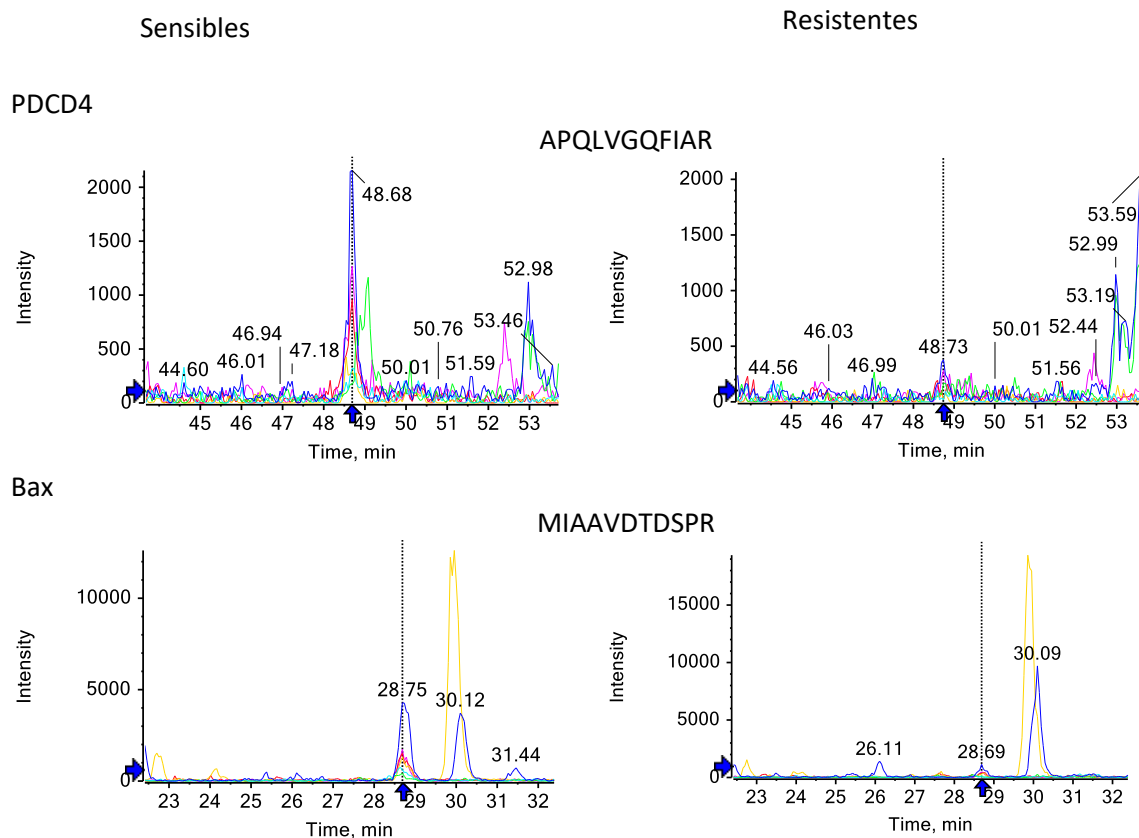 Sensibles
Resistentes
PDCD4
APQLVGQFIAR
2000
1500
1000
500
0
Intensity
44.60
46.01
46.94
47.18
48.68
50.01
50.76
51.59
53.46
52.98
45 46 47 48 49 50 51 52 53
Time, min
2000
1500
1000
500
0
Intensity
44.56
46.03
46.99
48.73
50.01
51.56
52.44
53.19
52.99
53.59
45 46 47 48 49 50 51 52 53
Time, min
Bax
MIAAVDTDSPR
10000
5000
0
Intensity
28.75
30.12
31.44
23 24 25 26 27 28 29 30 31 32
Time, min
15000
10000
5000
0
Intensity
26.11
28.69
30.09
23 24 25 26 27 28 29 30 31 32
Time, min